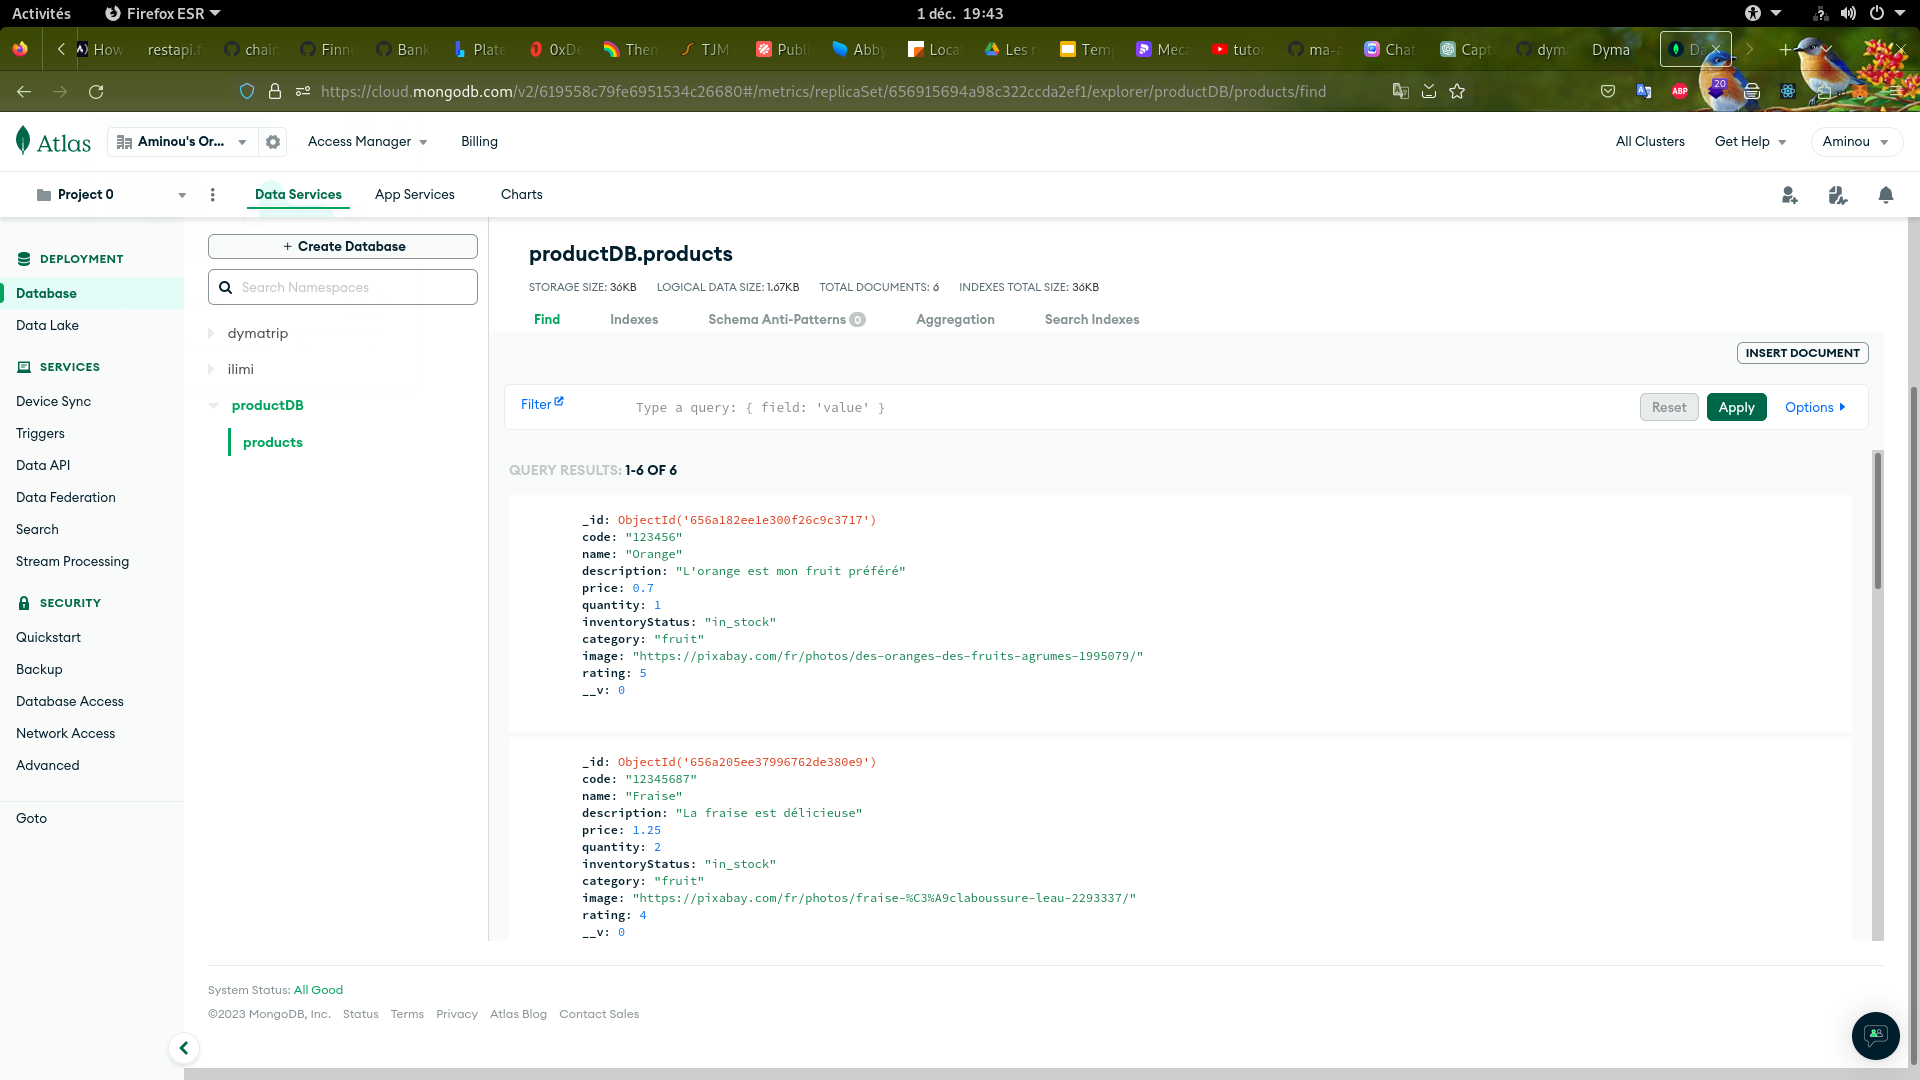 Activités Firefox ESR 1 déc. 19:43
How restapi.f chain Finne Bank Plate 0xDe Then TJM Publi Abby Locat Les r Temp Meca tutor ma-a Chat Capt dyma Dyma Da
https://cloud.mongodb.com/v2/619558c79fe6951534c26680#/metrics/replicaSet/656915694a98c322ccda2ef1/explorer/productDB/products/find ABP 20
Atlas Aminou's Or... Access Manager Billing All Clusters Get Help Aminou
Project 0 Data Services App Services Charts
DEPLOYMENT
Database
Data Lake
SERVICES
Device Sync
Triggers
Data API
Data Federation
Search
Stream Processing
SECURITY
Quickstart
Backup
Database Access
Network Access
Advanced
Goto
+ Create Database
Search Namespaces
dymatrip
ilimi
productDB
products
productDB.products
STORAGE SIZE: 36KB LOGICAL DATA SIZE: 1.67KB TOTAL DOCUMENTS: 6 INDEXES TOTAL SIZE: 36KB
Find Indexes Schema Anti-Patterns 0 Aggregation Search Indexes
INSERT DOCUMENT
Filter Type a query: { field: 'value' } Reset Apply Options
QUERY RESULTS: 1-6 OF 6
_id: ObjectId('656a182ee1e300f26c9c3717')
code: "123456"
name: "Orange"
description: "L'orange est mon fruit préféré"
price: 0.7
quantity: 1
inventoryStatus: "in_stock"
category: "fruit"
image: "https://pixabay.com/fr/photos/des-oranges-des-fruits-agrumes-1995079/"
rating: 5
__v: 0
_id: ObjectId('656a205ee37996762de380e9')
code: "12345687"
name: "Fraise"
description: "La fraise est délicieuse"
price: 1.25
quantity: 2
inventoryStatus: "in_stock"
category: "fruit"
image: "https://pixabay.com/fr/photos/fraise-%C3%A9claboussure-leau-2293337/"
rating: 4
__v: 0
System Status: All Good
©2023 MongoDB, Inc. Status Terms Privacy Atlas Blog Contact Sales